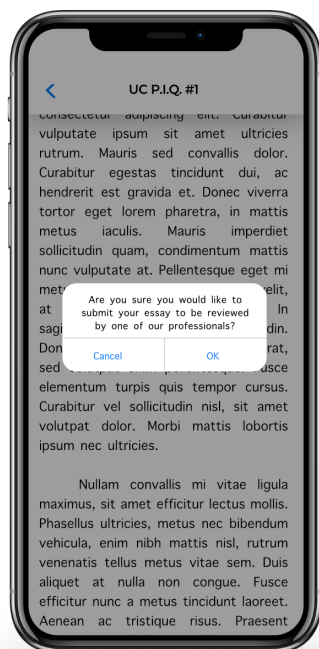 UC P.I.Q. #1
consectetur adipiscing elit. Curabitur
vulputate ipsum sit amet ultricies
rutrum. Mauris sed convallis dolor.
Curabitur egestas tincidunt dui, ac
hendrerit est gravida et. Donec viverra
tortor eget lorem pharetra, in mattis
metus iaculis. Mauris imperdiet
sollicitudin quam, condimentum mattis
nunc vulputate at. Pellentesque eget mi
Are you sure you would like to
submit your essay to be reviewed
by one of our professionals?
Cancel
OK
at In
sed
elementum turpis quis tempor cursus.
Curabitur vel sollicitudin nisl, sit amet
volutpat dolor. Morbi mattis lobortis
ipsum nec ultricies.
Nullam convallis mi vitae ligula
maximus, sit amet efficitur lectus mollis.
Phasellus ultricies, metus nec bibendum
vehicula, enim nibh mattis nisl, rutrum
venenatis tellus metus vitae sem. Duis
aliquet at nulla non congue. Fusce
efficitur nunc a metus tincidunt laoreet.
Aenean ac tristique risus. Praesent